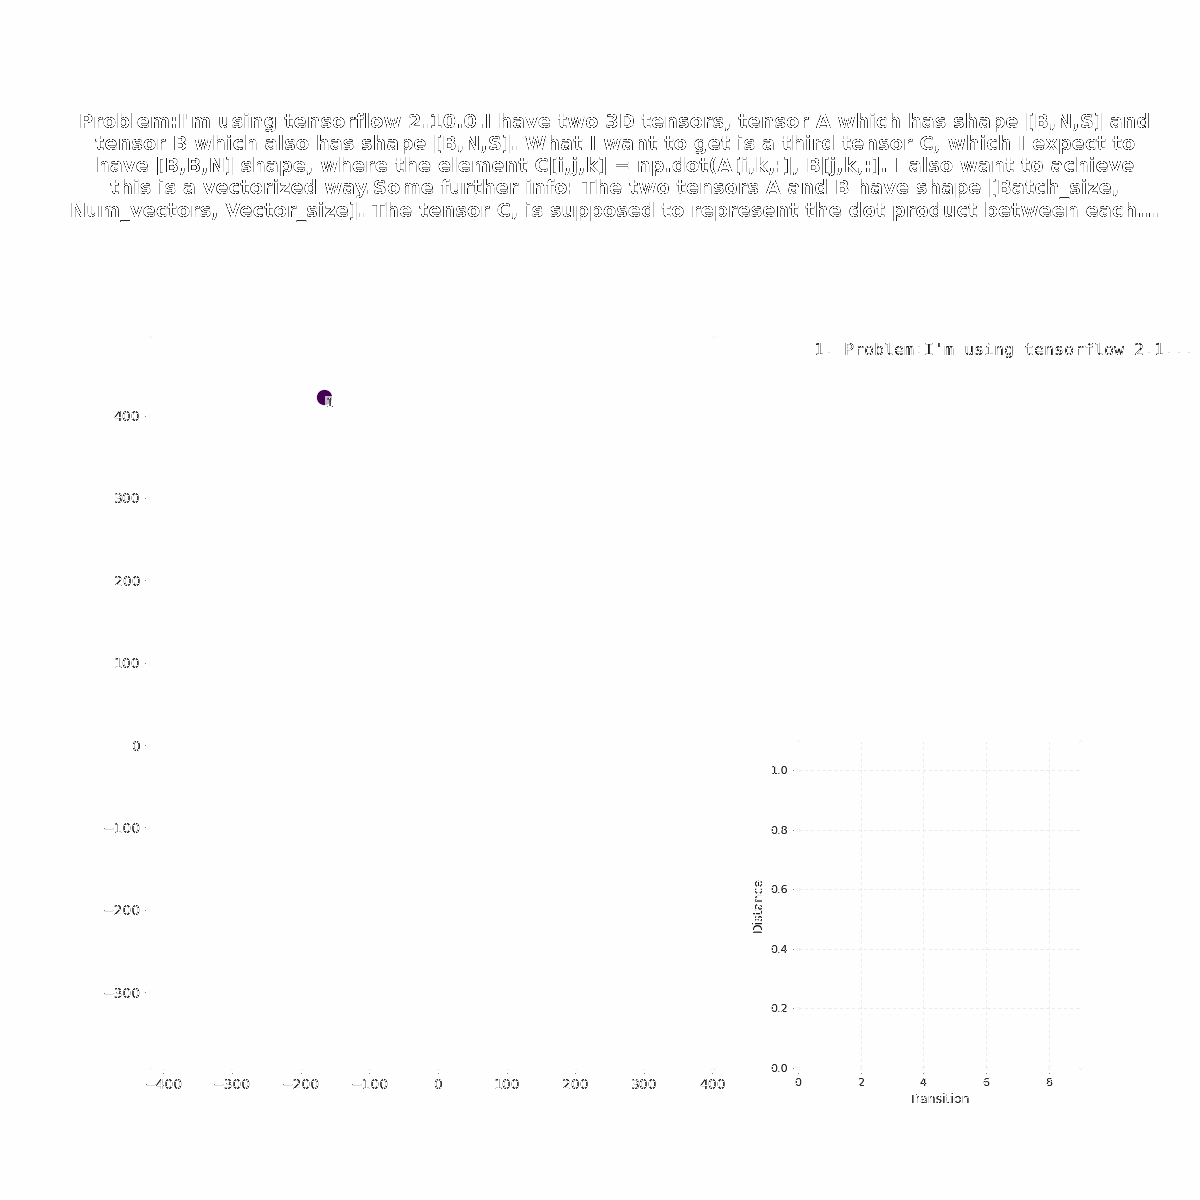 Problem:I'm using tensorflow 2.10.0.I have two 3D tensors, tensor A which has shape [B,N,S] and
tensor B which also has shape [B,N,S]. What I want to get is a third tensor C, which I expect to
have [B,B,N] shape, where the element C[i,j,k] = np.dot(A[i,k,:], B[j,k,:]. I also want to achieve
this is a vectorized way.Some further info: The two tensors A and B have shape [Batch_size,
Num_vectors, Vector_size]. The tensor C, is supposed to represent the dot product between each...
1. Problem:I'm using tensorflow 2.1...
1
400
300
200
100
0
−100
−200
−300
−400 −300 −200 −100 0 100 200 300 400
1.0
0.8
0.6
0.4
0.2
0.0
Distance
0 2 4 6 8
Transition